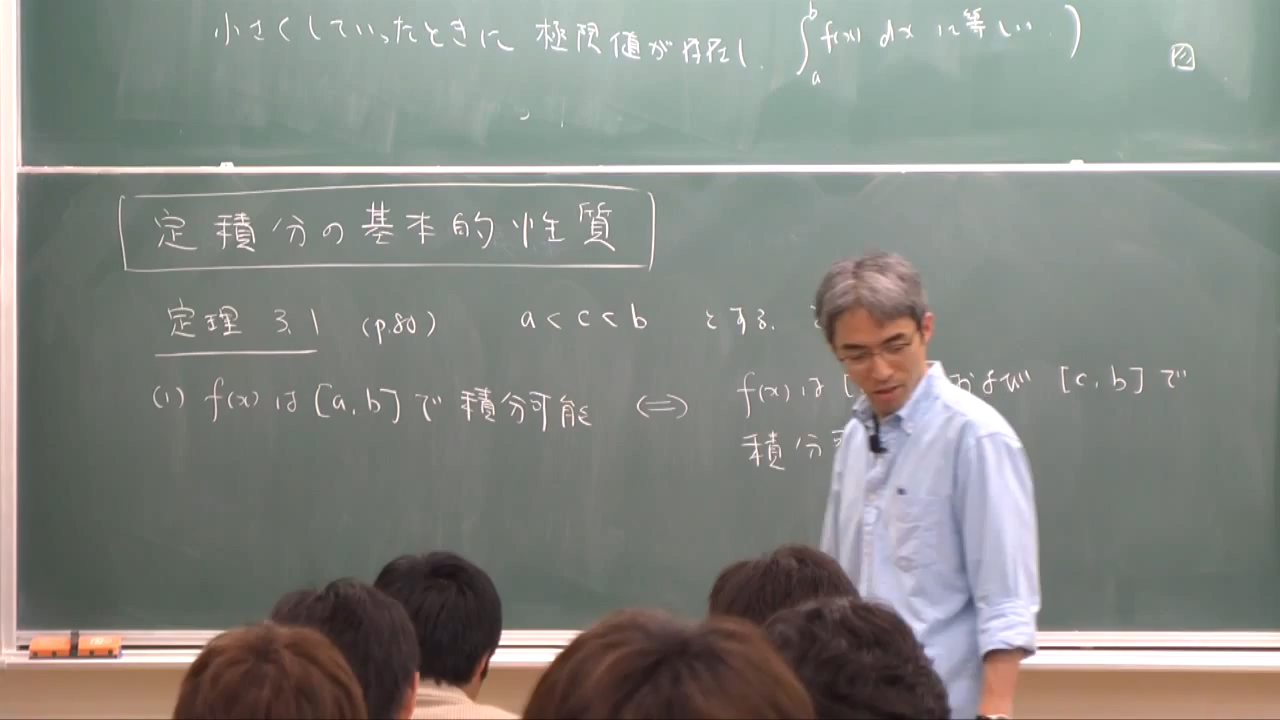 小さくしていったときに 極限値が存在し、 ∫_a^b f(x) dx に等しい.)
定積分の基本的性質
定理 3.1 (p.80) a < c < b とする.
(1) f(x) は [a, b] で 積分可能 ⇔ f(x) は [ および [c, b] で
積分